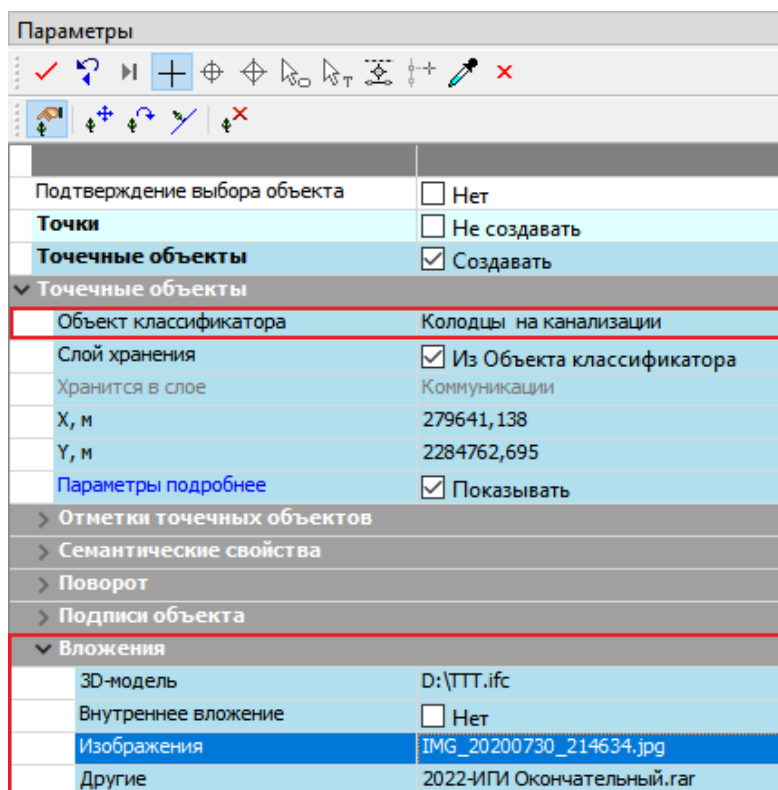 Параметры
Подтверждение выбора объекта Нет
Точки Не создавать
Точечные объекты Создавать
Точечные объекты
Объект классификатора Колодцы на канализации
Слой хранения Из Объекта классификатора
Хранится в слое Коммуникации
X, м 279641,138
Y, м 2284762,695
Параметры подробнее Показывать
Отметки точечных объектов
Семантические свойства
Поворот
Подписи объекта
Вложения
3D-модель D:\TTT.ifc
Внутреннее вложение Нет
Изображения IMG_20200730_214634.jpg
Другие 2022-ИГИ Окончательный.rar